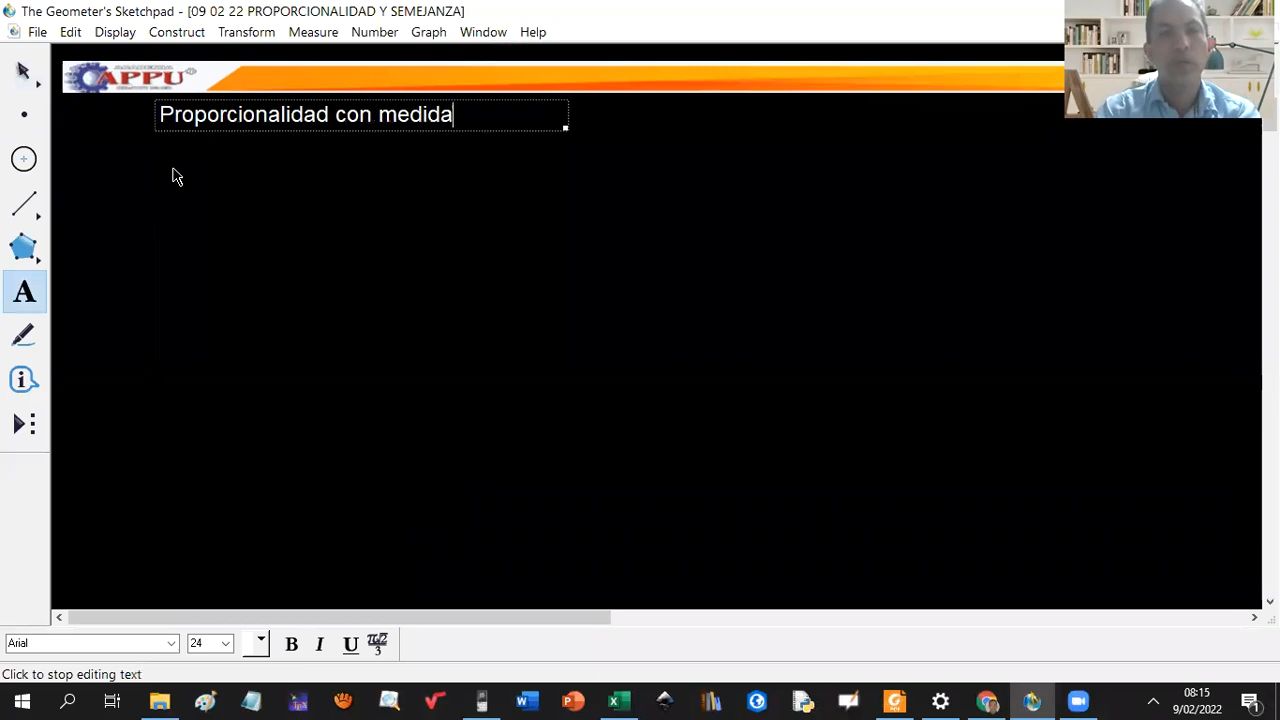 The Geometer's Sketchpad - [09 02 22 PROPORCIONALIDAD Y SEMEJANZA]
File Edit Display Construct Transform Measure Number Graph Window Help
ACADEMIA
APPU
Proporcionalidad con medida
A
Arial 24 B I U
Click to stop editing text
08:15
9/02/2022